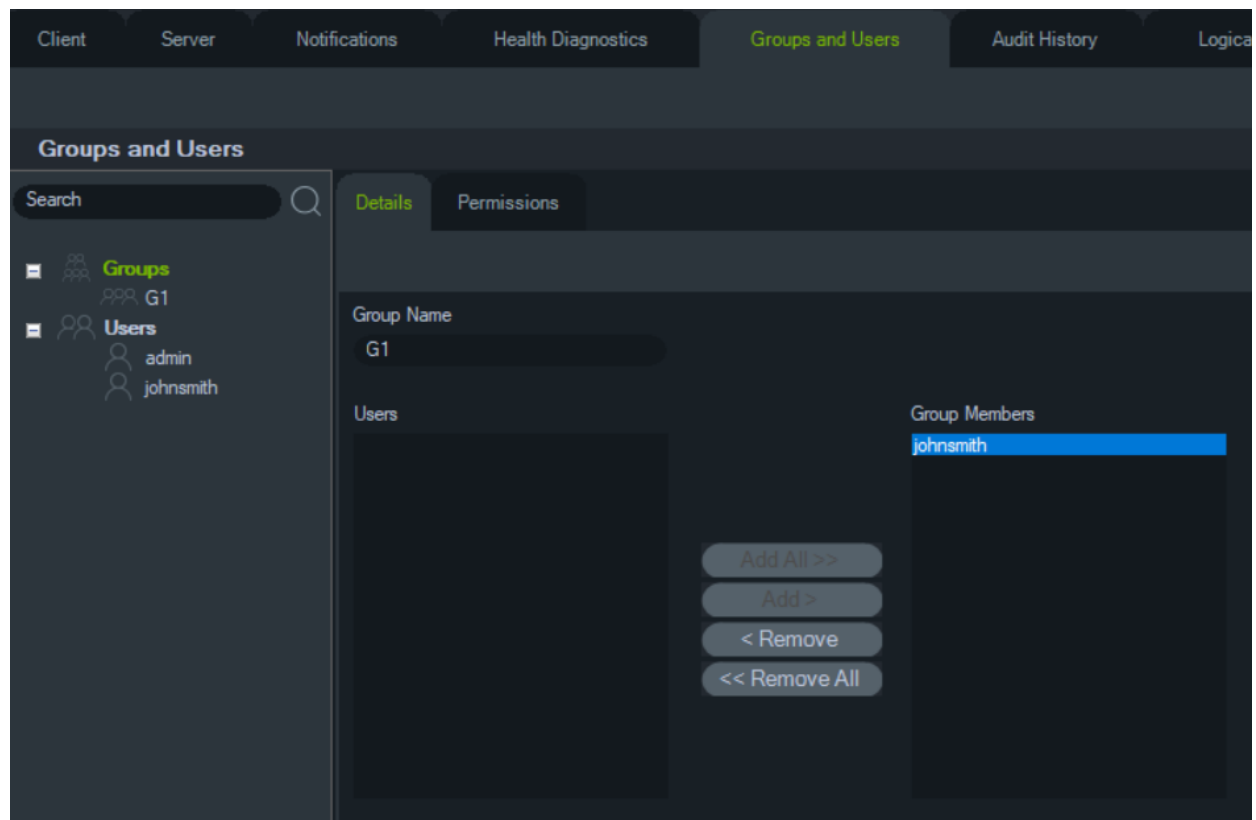 Client Server Notifications Health Diagnostics Groups and Users Audit History Logica
Groups and Users
Search
Details Permissions
Groups
G1
Users
admin
johnsmith
Group Name
G1
Users
Group Members
johnsmith
Add All >>
Add >
< Remove
<< Remove All